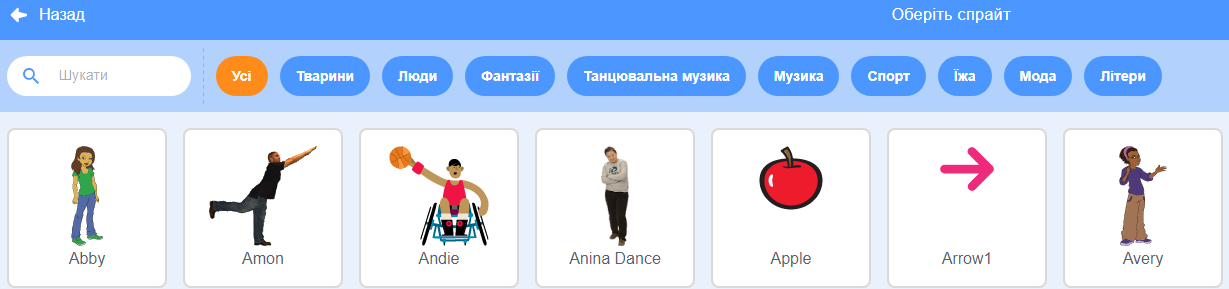 Назад
Оберіть спрайт
Шукати
Усі
Тварини
Люди
Фантазії
Танцювальна музика
Музика
Спорт
Їжа
Мода
Літери
Abby
Amon
Andie
Anina Dance
Apple
Arrow1
Avery